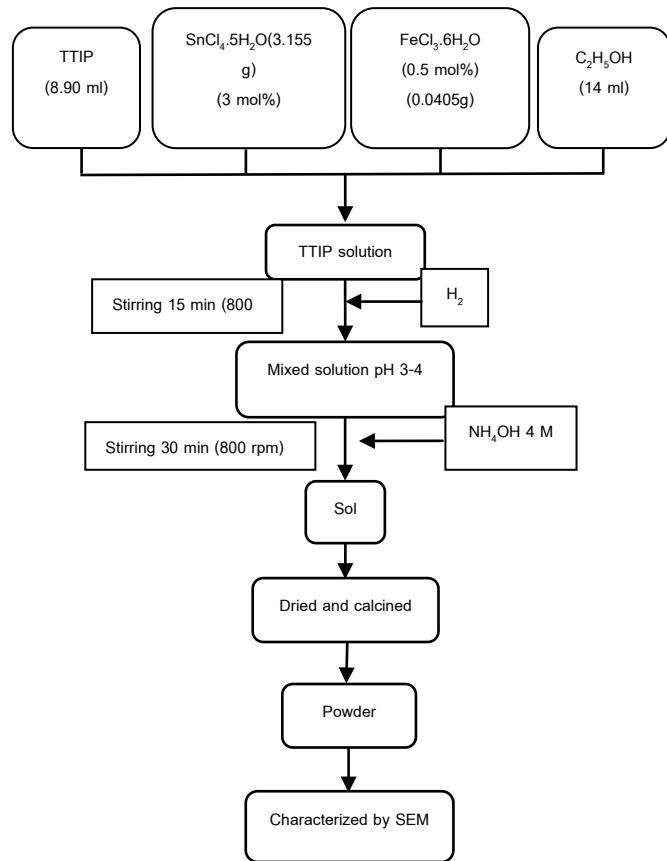 TTIP
(8.90 ml)
SnCl₄.5H₂O(3.155
g)
(3 mol%)
FeCl₃.6H₂O
(0.5 mol%)
(0.0405g)
C₂H₅OH
(14 ml)
TTIP solution
Stirring 15 min (800
H₂
Mixed solution pH 3-4
Stirring 30 min (800 rpm)
NH₄OH 4 M
Sol
Dried and calcined
Powder
Characterized by SEM